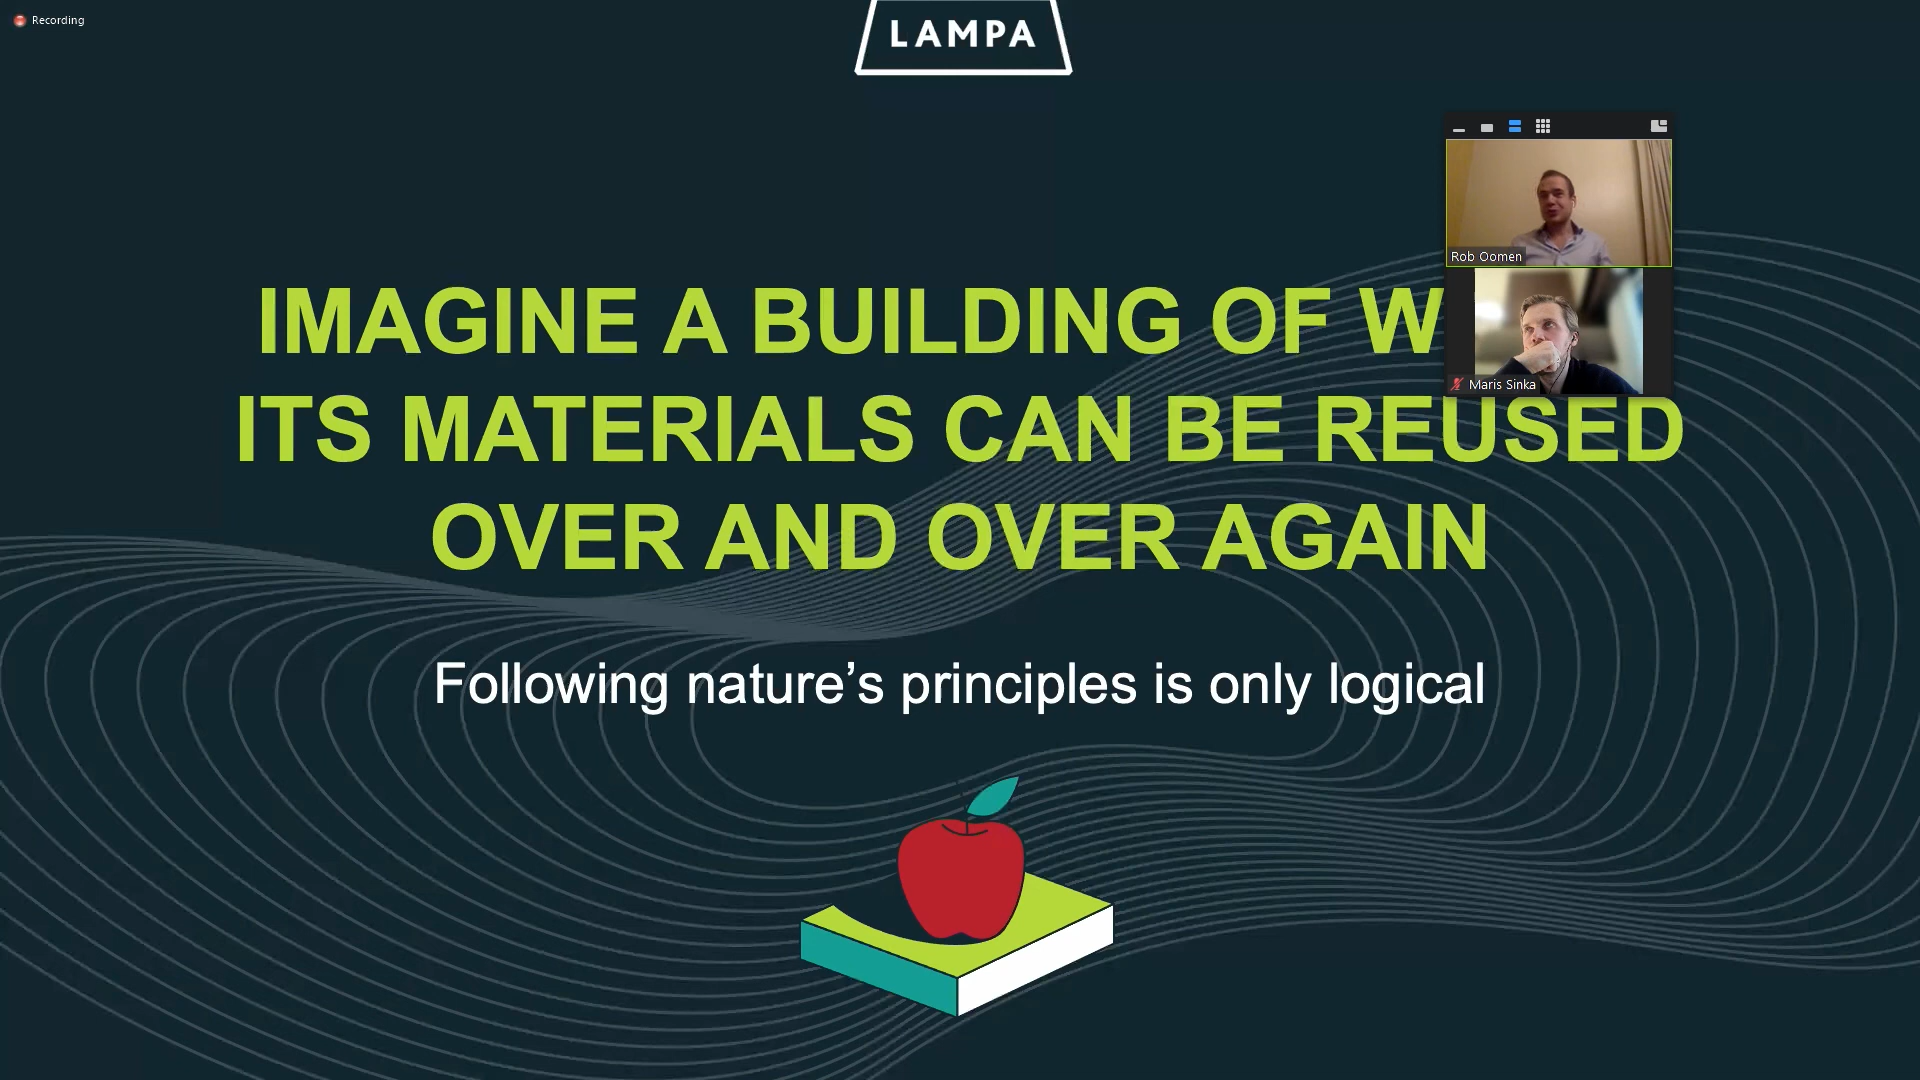 Recording
LAMPA
Rob Oomen
Maris Sinka
IMAGINE A BUILDING OF W
ITS MATERIALS CAN BE REUSED
OVER AND OVER AGAIN
Following nature’s principles is only logical